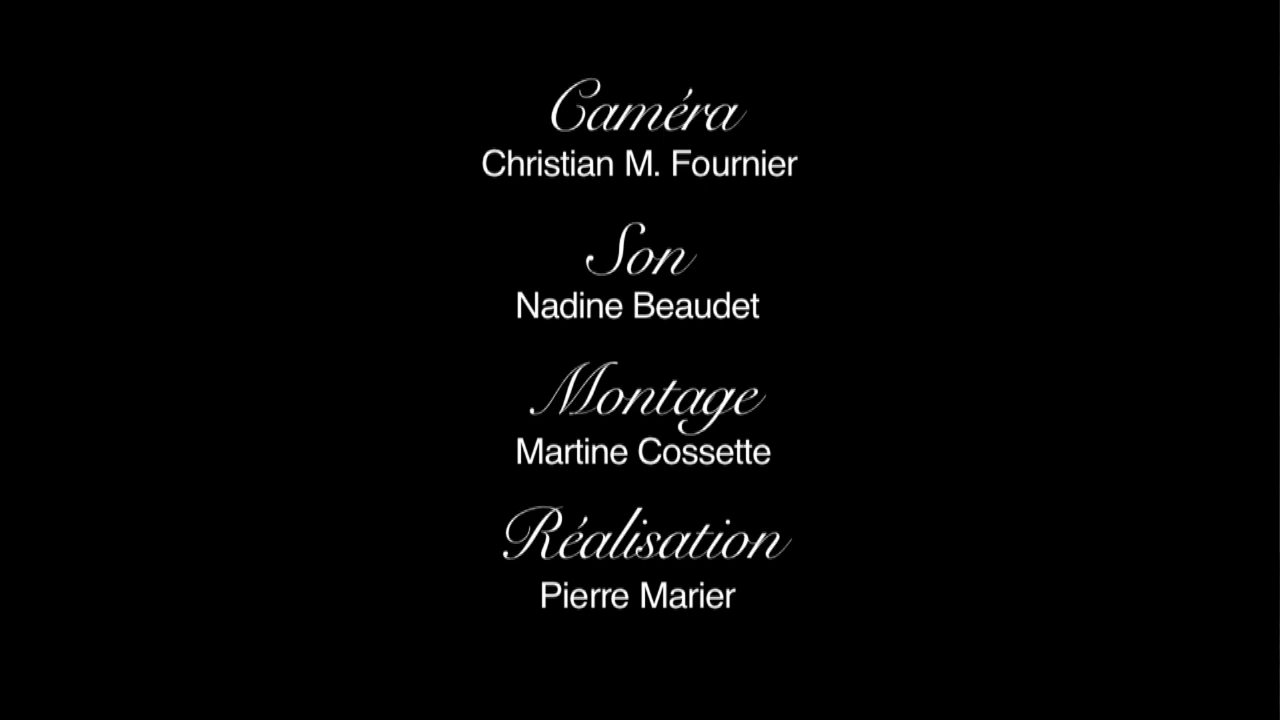 Caméra
Christian M. Fournier
Son
Nadine Beaudet
Montage
Martine Cossette
Réalisation
Pierre Marier